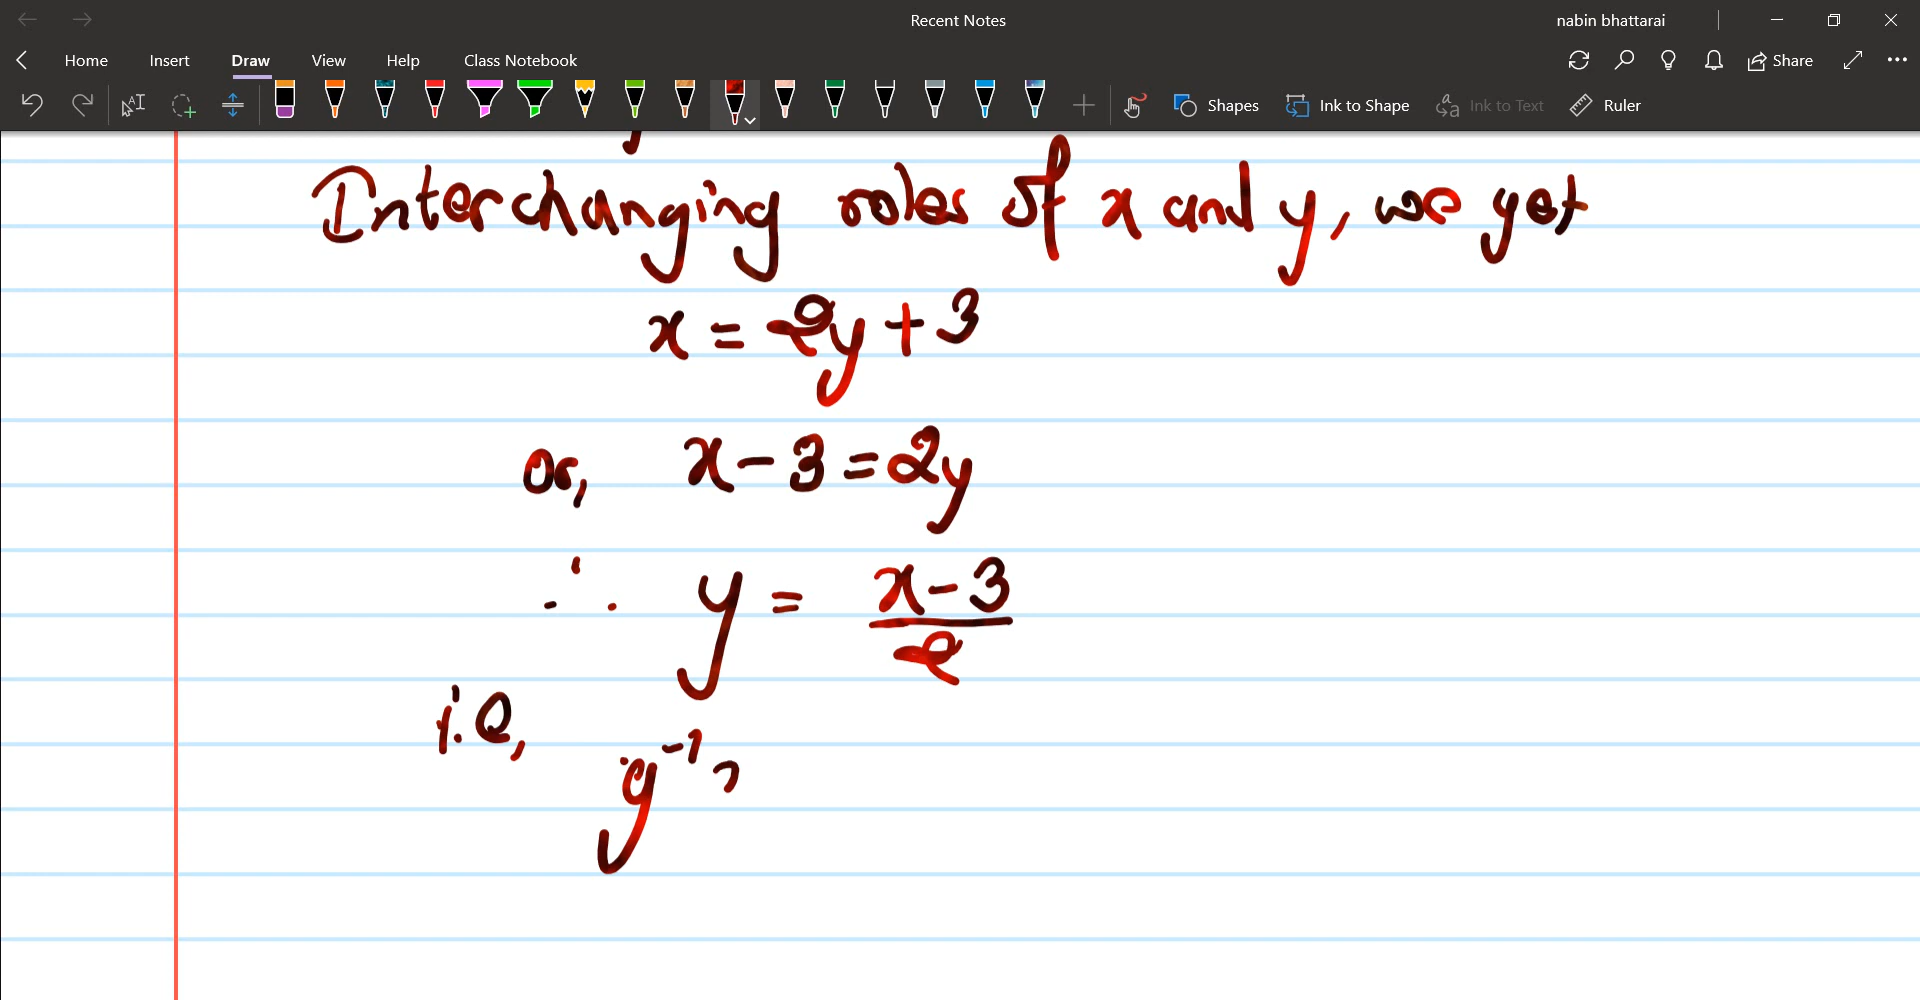 Recent Notes
nabin bhattarai
Home Insert Draw View Help Class Notebook
Share
Shapes Ink to Shape Ink to Text Ruler
Interchanging roles of x and y, we get
x = 2y + 3
or, x - 3 = 2y
∴ y = x - 3
2
i.e,
g⁻¹